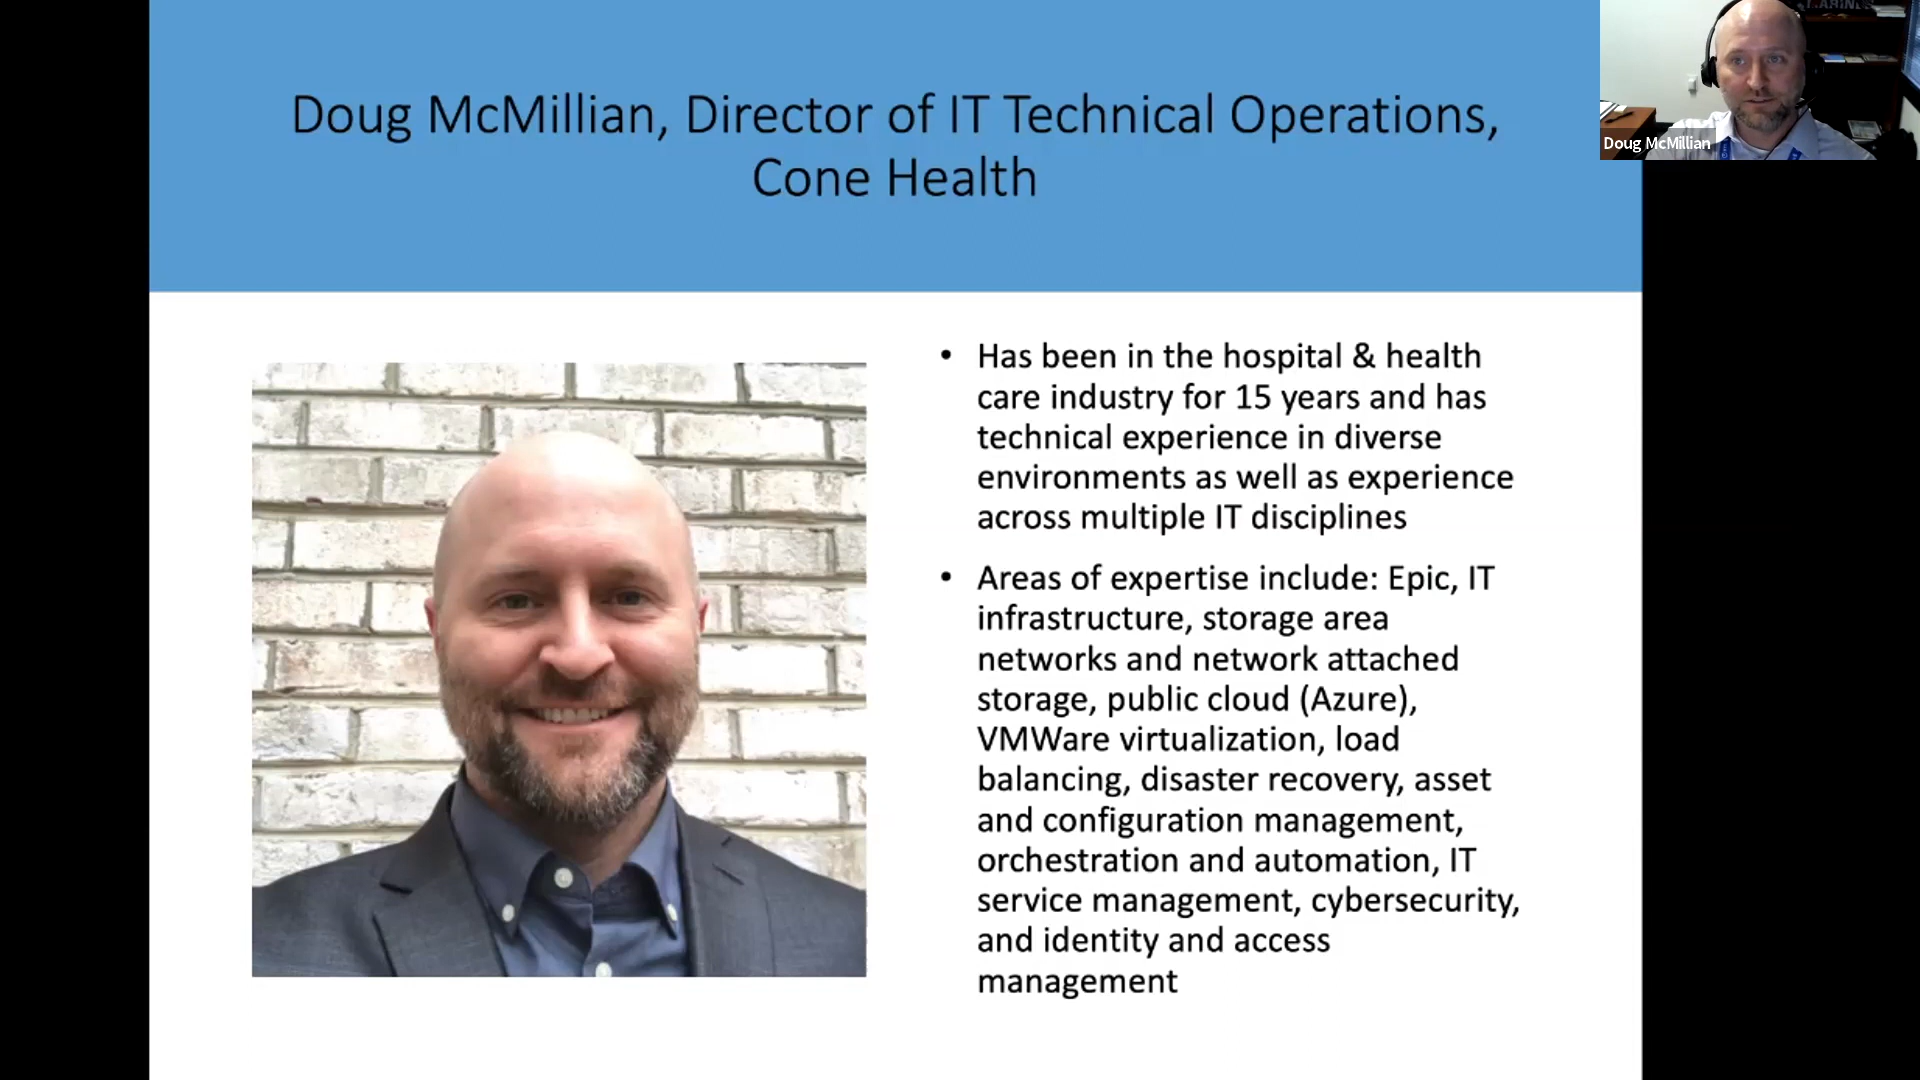 Doug McMillian, Director of IT Technical Operations,
Cone Health
Doug McMillian
• Has been in the hospital & health
care industry for 15 years and has
technical experience in diverse
environments as well as experience
across multiple IT disciplines
• Areas of expertise include: Epic, IT
infrastructure, storage area
networks and network attached
storage, public cloud (Azure),
VMWare virtualization, load
balancing, disaster recovery, asset
and configuration management,
orchestration and automation, IT
service management, cybersecurity,
and identity and access
management